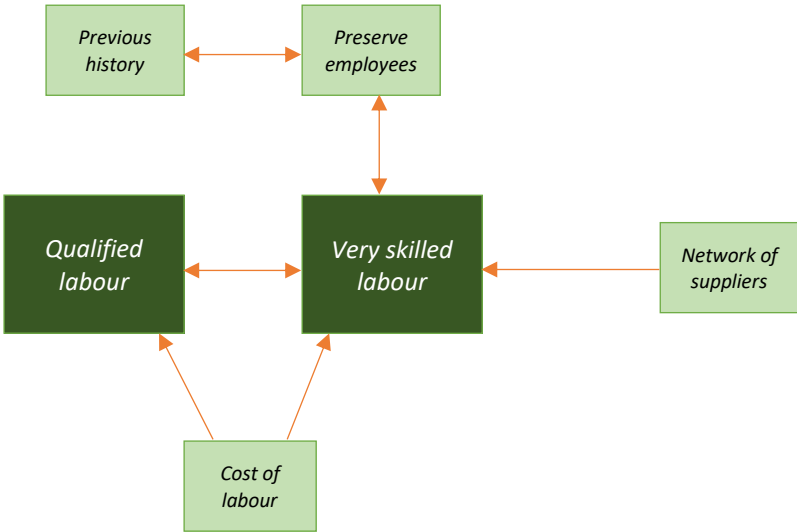 Previous
history
Preserve
employees
Qualified
labour
Very skilled
labour
Network of
suppliers
Cost of
labour